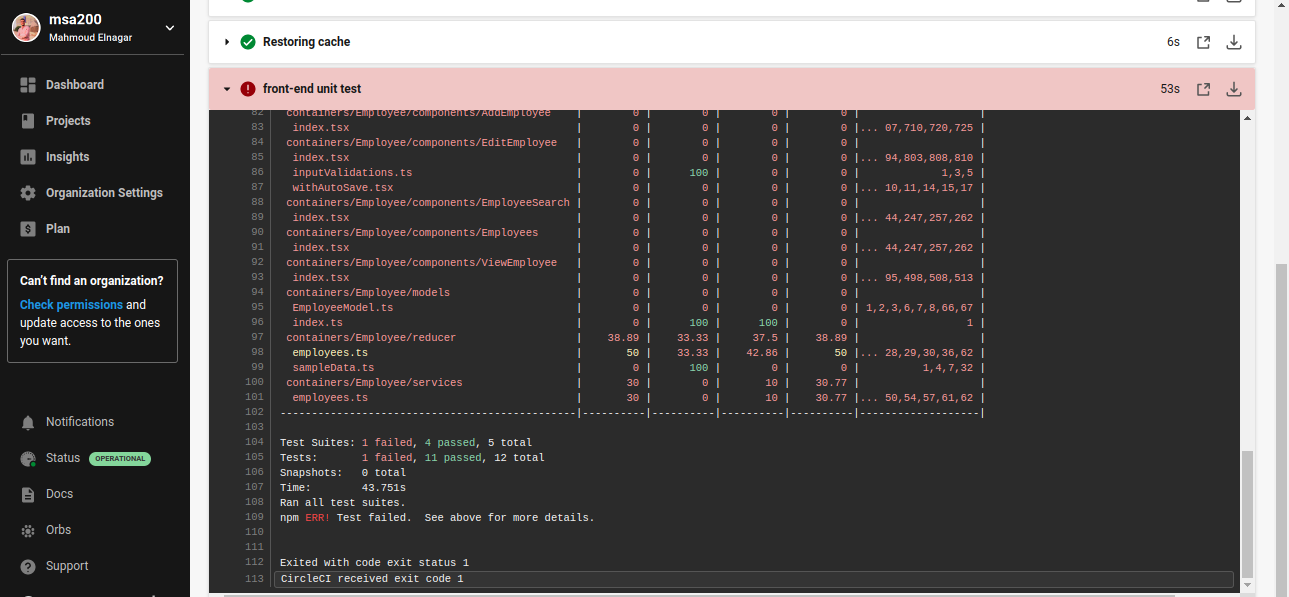 msa200
Mahmoud Elnagar
Dashboard
Projects
Insights
Organization Settings
Plan
Can't find an organization?
Check permissions and
update access to the ones
you want.
Notifications
Status OPERATIONAL
Docs
Orbs
Support
Restoring cache 6s
front-end unit test 53s
82 containers/Employee/components/AddEmployee | 0 | 0 | 0 | 0 | |
83 index.tsx | 0 | 0 | 0 | 0 |... 07,710,720,725 |
84 containers/Employee/components/EditEmployee | 0 | 0 | 0 | 0 | |
85 index.tsx | 0 | 0 | 0 | 0 |... 94,803,808,810 |
86 inputValidations.ts | 0 | 100 | 0 | 0 | 1,3,5 |
87 withAutoSave.tsx | 0 | 0 | 0 | 0 |... 10,11,14,15,17 |
88 containers/Employee/components/EmployeeSearch | 0 | 0 | 0 | 0 | |
89 index.tsx | 0 | 0 | 0 | 0 |... 44,247,257,262 |
90 containers/Employee/components/Employees | 0 | 0 | 0 | 0 | |
91 index.tsx | 0 | 0 | 0 | 0 |... 44,247,257,262 |
92 containers/Employee/components/ViewEmployee | 0 | 0 | 0 | 0 | |
93 index.tsx | 0 | 0 | 0 | 0 |... 95,498,508,513 |
94 containers/Employee/models | 0 | 0 | 0 | 0 | |
95 EmployeeModel.ts | 0 | 0 | 0 | 0 | 1,2,3,6,7,8,66,67 |
96 index.ts | 0 | 100 | 100 | 0 | 1 |
97 containers/Employee/reducer | 38.89 | 33.33 | 37.5 | 38.89 | |
98 employees.ts | 50 | 33.33 | 42.86 | 50 |... 28,29,30,36,62 |
99 sampleData.ts | 0 | 100 | 0 | 0 | 1,4,7,32 |
100 containers/Employee/services | 30 | 0 | 10 | 30.77 | |
101 employees.ts | 30 | 0 | 10 | 30.77 |... 50,54,57,61,62 |
102 -----------------------------------------------|----------|----------|----------|----------|-------------------|
103
104 Test Suites: 1 failed, 4 passed, 5 total
105 Tests: 1 failed, 11 passed, 12 total
106 Snapshots: 0 total
107 Time: 43.751s
108 Ran all test suites.
109 npm ERR! Test failed. See above for more details.
110
111
112 Exited with code exit status 1
113 CircleCI received exit code 1